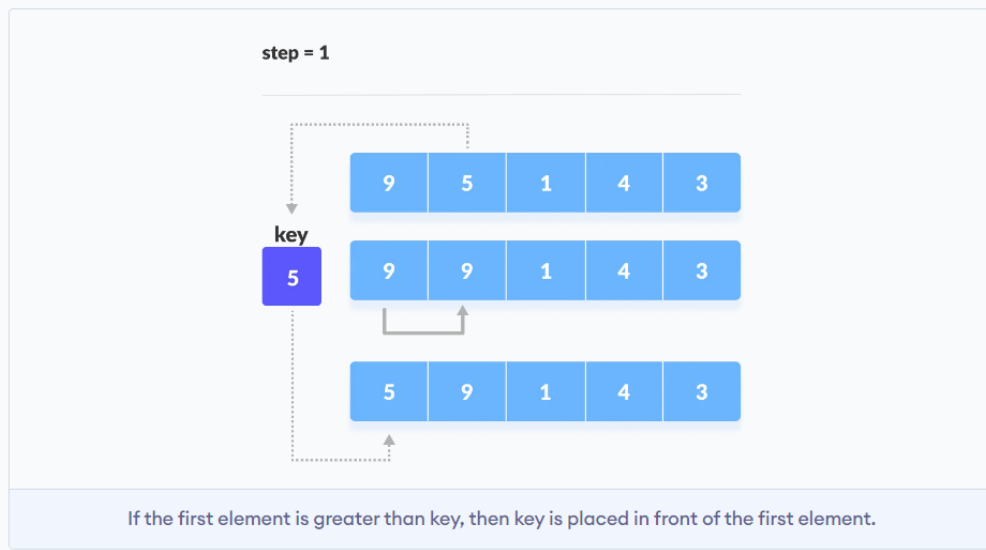 step = 1
9 5 1 4 3
key
5
9 9 1 4 3
5 9 1 4 3
If the first element is greater than key, then key is placed in front of the first element.